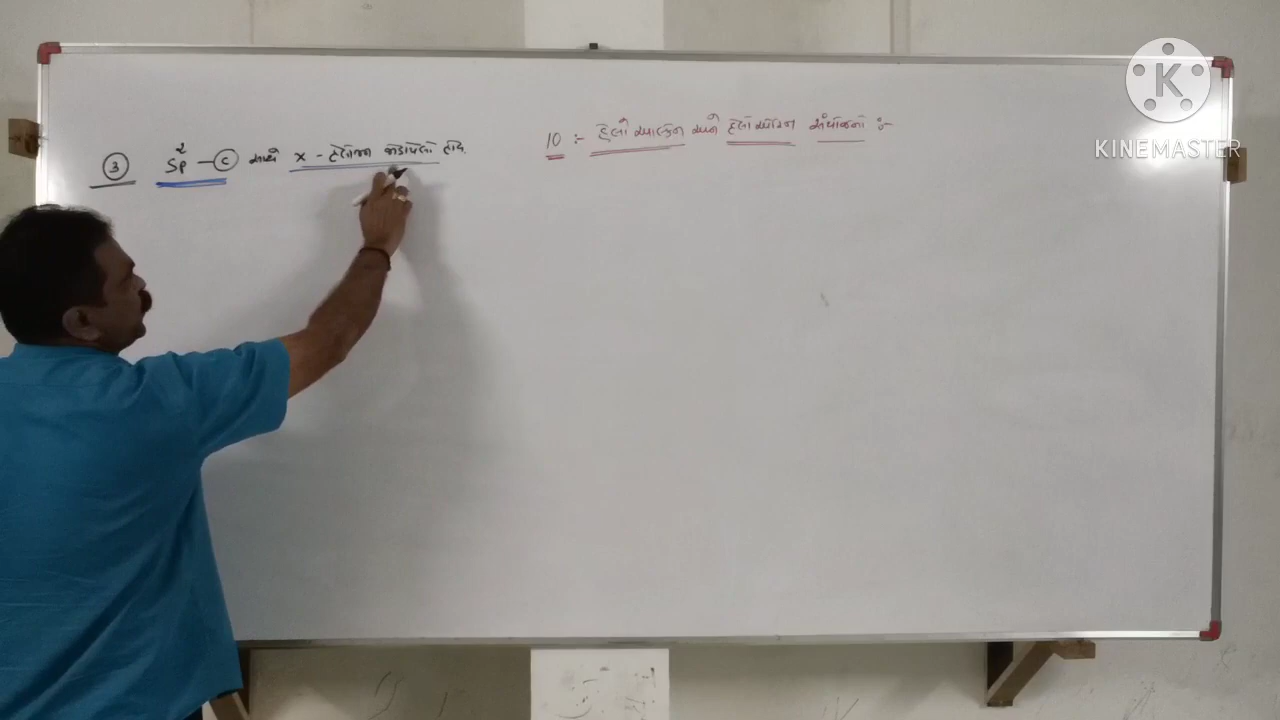 10 :- હેલો આલ્કેન અને હેલો એરિન સંયોજનો :-
③ sp² – Ⓒ સાથે X - હેલોજન જોડાયેલો હોય.
KINEMASTER